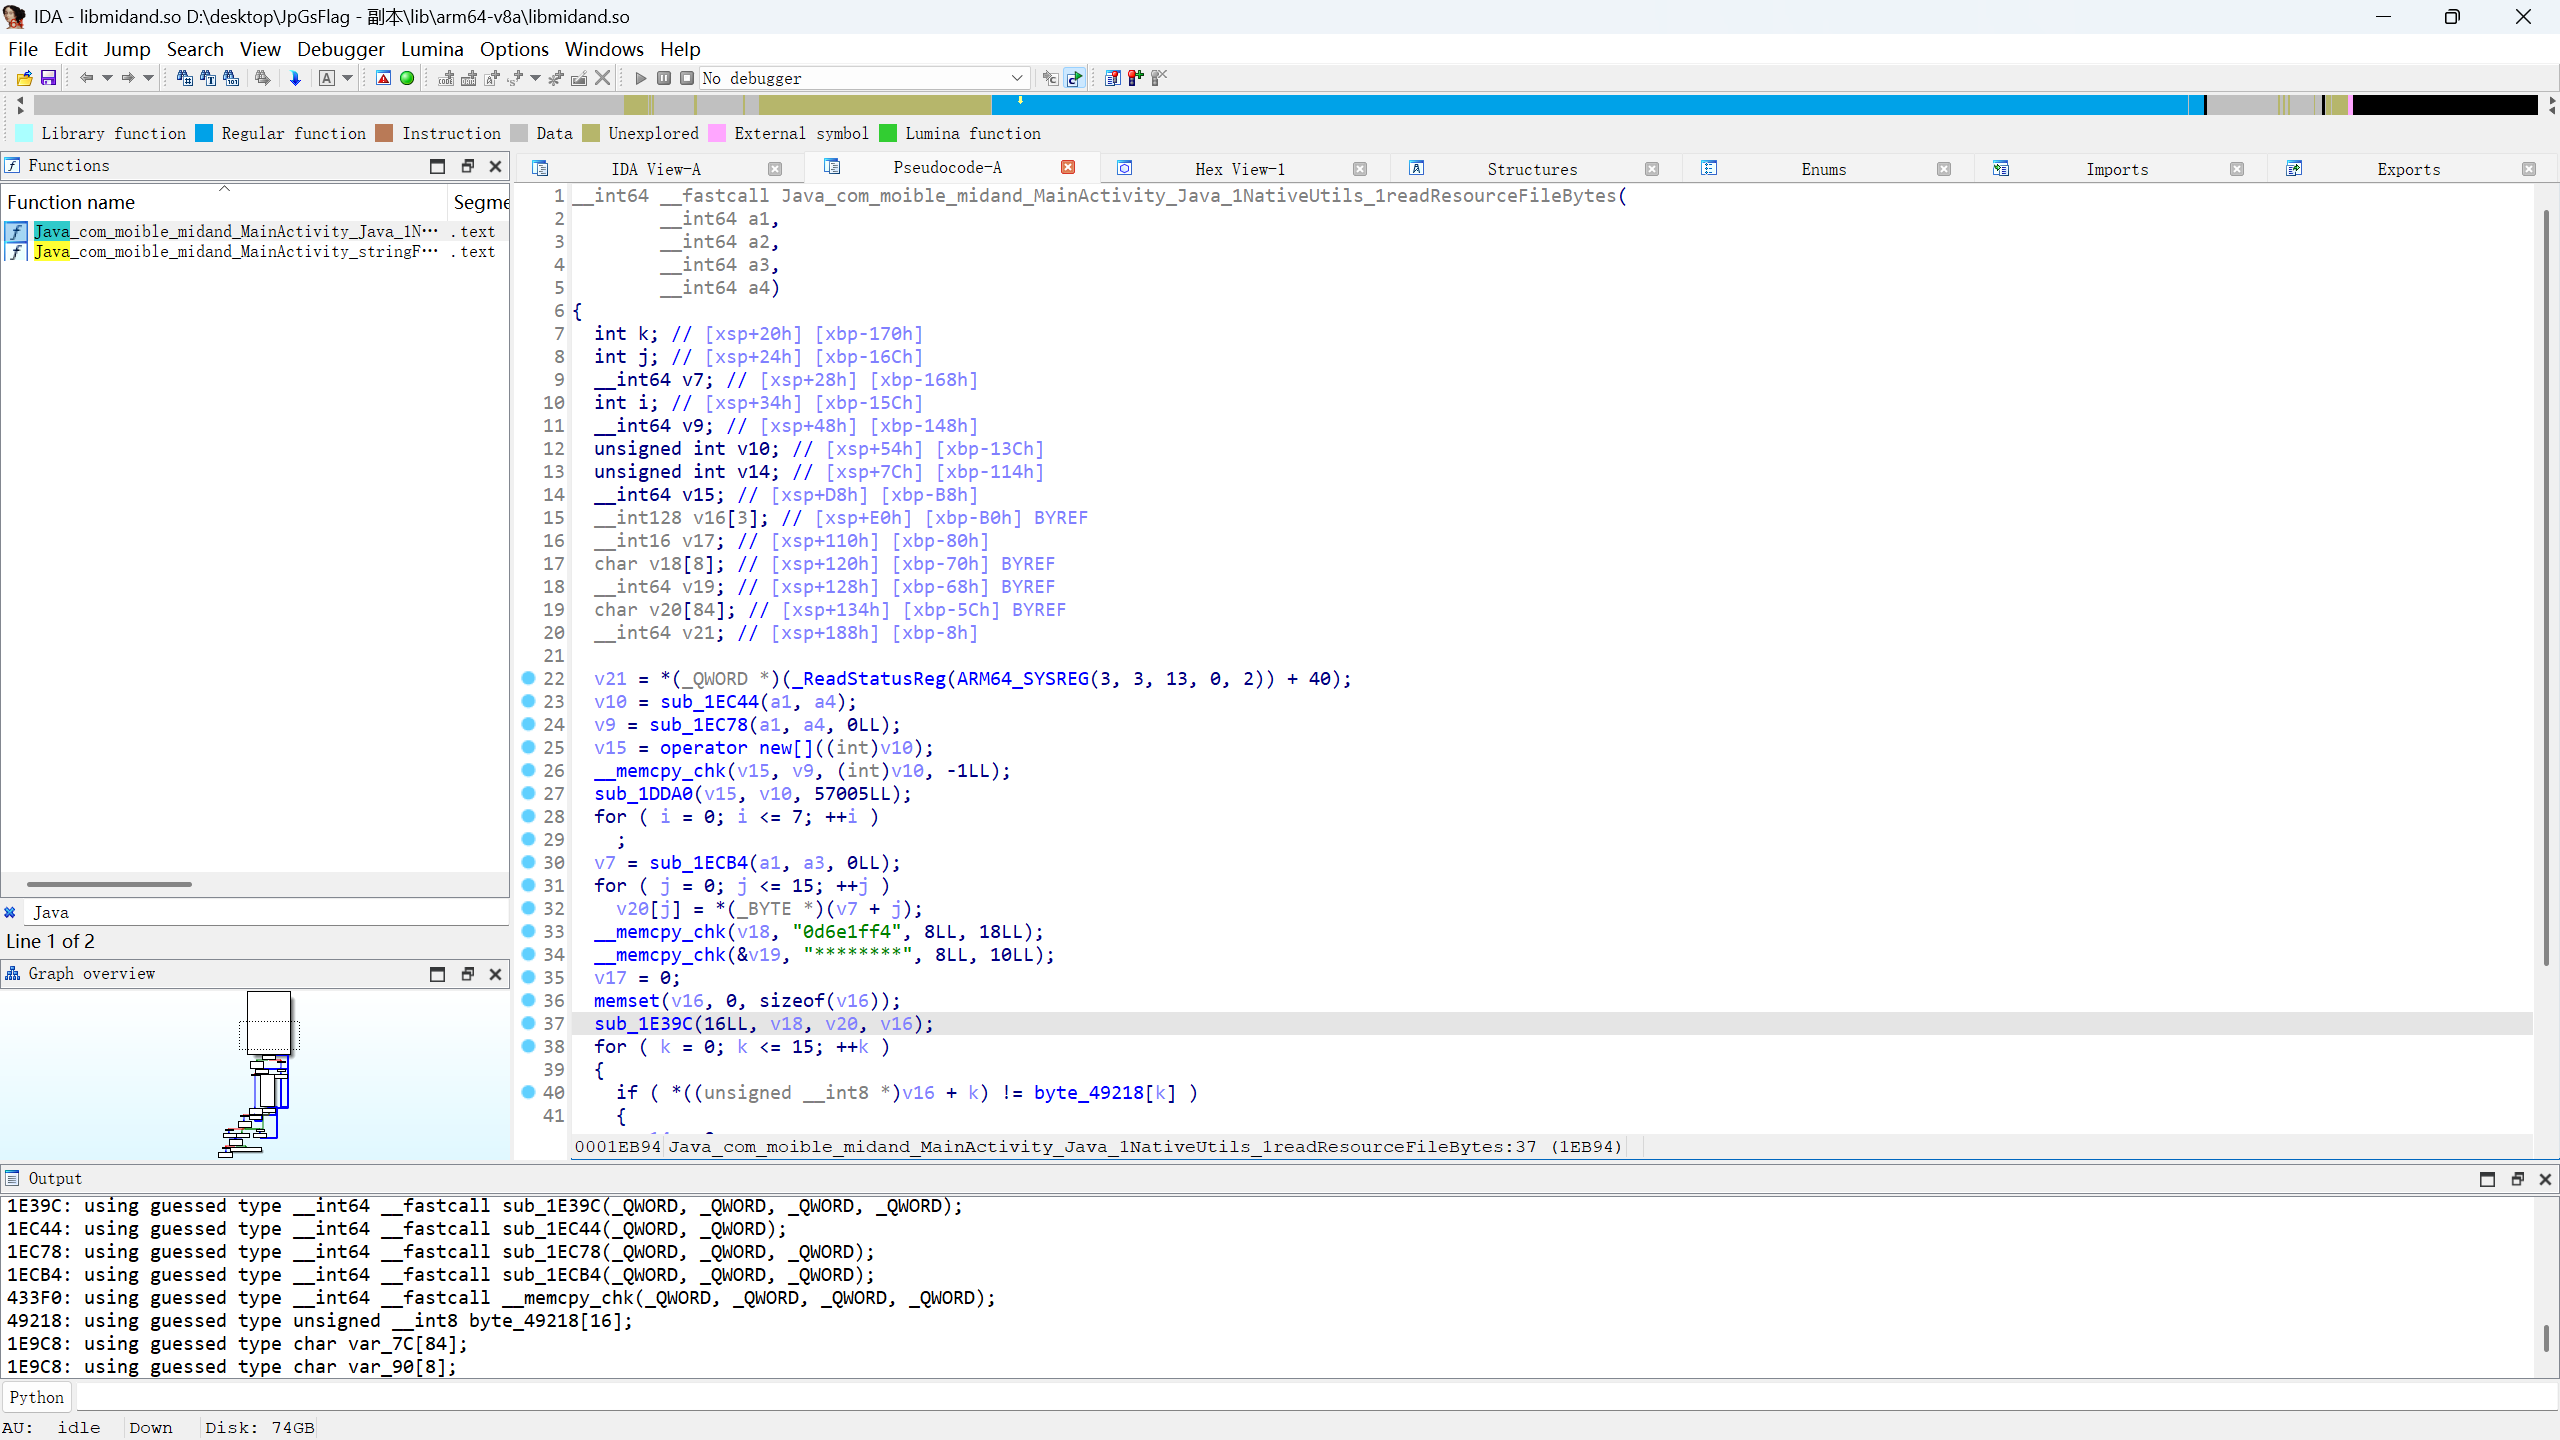 IDA - libmidand.so D:\desktop\JpGsFlag - 副本\lib\arm64-v8a\libmidand.so
File Edit Jump Search View Debugger Lumina Options Windows Help
No debugger
Library function Regular function Instruction Data Unexplored External symbol Lumina function
Functions
Function name Segme
Java_com_moible_midand_MainActivity_Java_1N… .text
Java_com_moible_midand_MainActivity_stringF… .text
Java
Line 1 of 2
Graph overview
IDA View-A Pseudocode-A Hex View-1 Structures Enums Imports Exports
1 __int64 __fastcall Java_com_moible_midand_MainActivity_Java_1NativeUtils_1readResourceFileBytes(
2 __int64 a1,
3 __int64 a2,
4 __int64 a3,
5 __int64 a4)
6 {
7 int k; // [xsp+20h] [xbp-170h]
8 int j; // [xsp+24h] [xbp-16Ch]
9 __int64 v7; // [xsp+28h] [xbp-168h]
10 int i; // [xsp+34h] [xbp-15Ch]
11 __int64 v9; // [xsp+48h] [xbp-148h]
12 unsigned int v10; // [xsp+54h] [xbp-13Ch]
13 unsigned int v14; // [xsp+7Ch] [xbp-114h]
14 __int64 v15; // [xsp+D8h] [xbp-B8h]
15 __int128 v16[3]; // [xsp+E0h] [xbp-B0h] BYREF
16 __int16 v17; // [xsp+110h] [xbp-80h]
17 char v18[8]; // [xsp+120h] [xbp-70h] BYREF
18 __int64 v19; // [xsp+128h] [xbp-68h] BYREF
19 char v20[84]; // [xsp+134h] [xbp-5Ch] BYREF
20 __int64 v21; // [xsp+188h] [xbp-8h]
21
22 v21 = *(_QWORD *)(_ReadStatusReg(ARM64_SYSREG(3, 3, 13, 0, 2)) + 40);
23 v10 = sub_1EC44(a1, a4);
24 v9 = sub_1EC78(a1, a4, 0LL);
25 v15 = operator new[]((int)v10);
26 __memcpy_chk(v15, v9, (int)v10, -1LL);
27 sub_1DDA0(v15, v10, 57005LL);
28 for ( i = 0; i <= 7; ++i )
29 ;
30 v7 = sub_1ECB4(a1, a3, 0LL);
31 for ( j = 0; j <= 15; ++j )
32 v20[j] = *(_BYTE *)(v7 + j);
33 __memcpy_chk(v18, "0d6e1ff4", 8LL, 18LL);
34 __memcpy_chk(&v19, "********", 8LL, 10LL);
35 v17 = 0;
36 memset(v16, 0, sizeof(v16));
37 sub_1E39C(16LL, v18, v20, v16);
38 for ( k = 0; k <= 15; ++k )
39 {
40 if ( *((unsigned __int8 *)v16 + k) != byte_49218[k] )
41 {
0001EB94 Java_com_moible_midand_MainActivity_Java_1NativeUtils_1readResourceFileBytes:37 (1EB94)
Output
1E39C: using guessed type __int64 __fastcall sub_1E39C(_QWORD, _QWORD, _QWORD, _QWORD);
1EC44: using guessed type __int64 __fastcall sub_1EC44(_QWORD, _QWORD);
1EC78: using guessed type __int64 __fastcall sub_1EC78(_QWORD, _QWORD, _QWORD);
1ECB4: using guessed type __int64 __fastcall sub_1ECB4(_QWORD, _QWORD, _QWORD);
433F0: using guessed type __int64 __fastcall __memcpy_chk(_QWORD, _QWORD, _QWORD, _QWORD);
49218: using guessed type unsigned __int8 byte_49218[16];
1E9C8: using guessed type char var_7C[84];
1E9C8: using guessed type char var_90[8];
Python
AU: idle Down Disk: 74GB